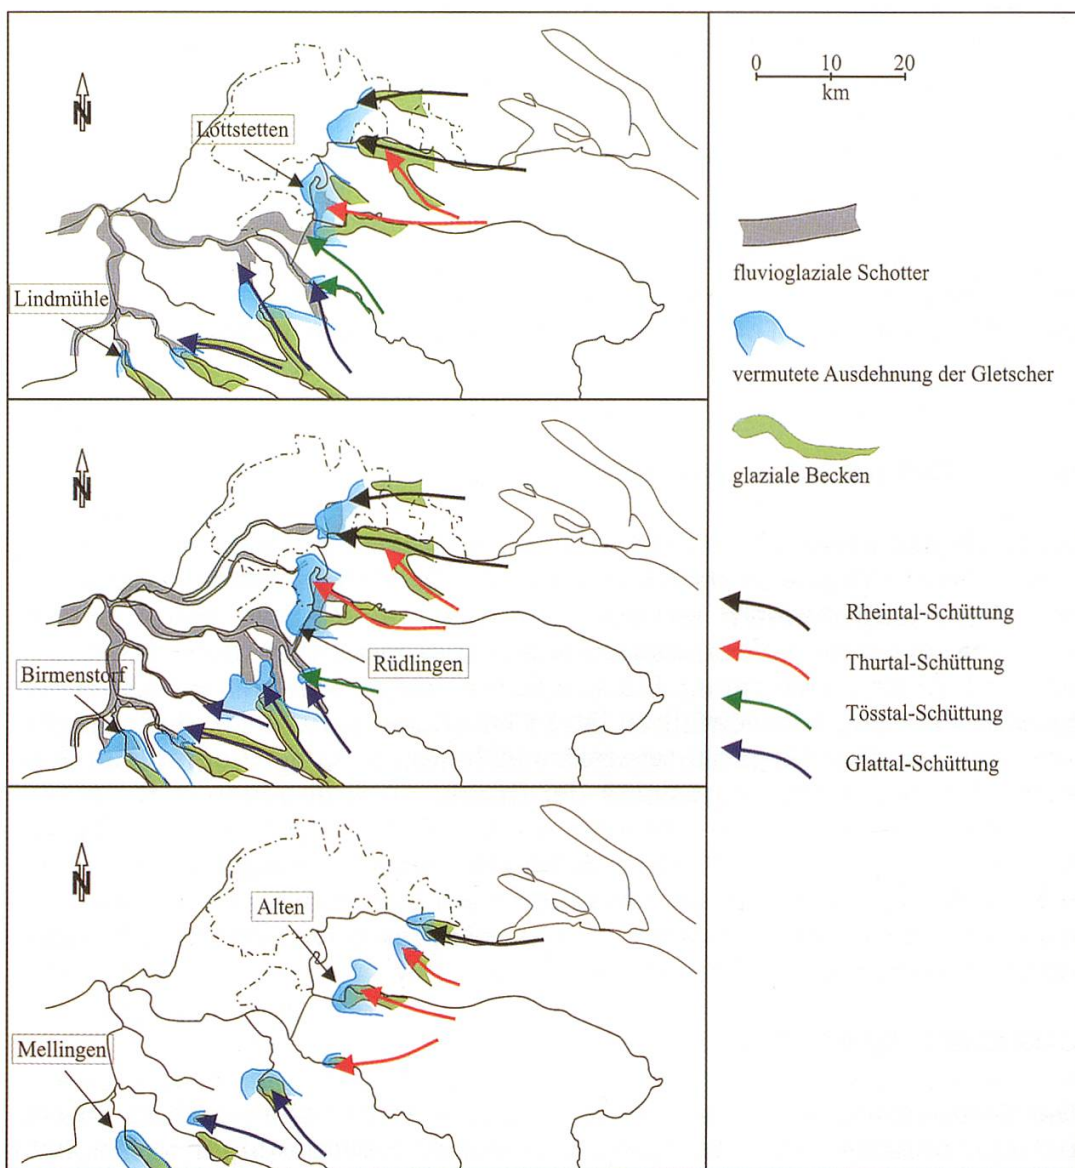 N
Lottstetten
Lindmühle
N
Birmenstorf
Rüdlingen
N
Alten
Mellingen
0 10 20
km
fluvioglaziale Schotter
vermutete Ausdehnung der Gletscher
glaziale Becken
Rheintal-Schüttung
Thurtal-Schüttung
Tösstal-Schüttung
Glattal-Schüttung